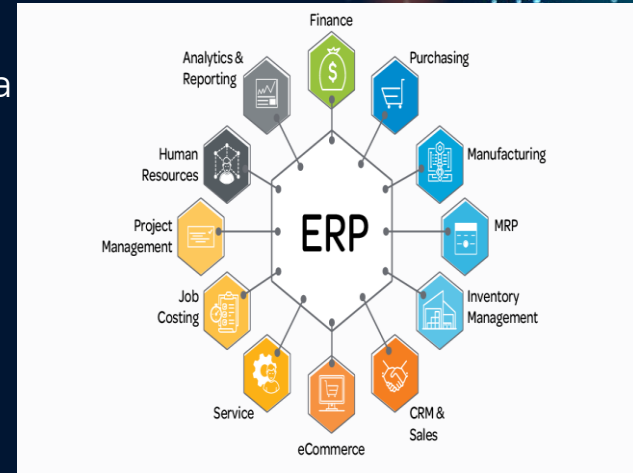 a
Finance
Analytics &
Reporting
Purchasing
Human
Resources
Manufacturing
Project
Management
ERP
MRP
Job
Costing
Inventory
Management
Service
CRM &
Sales
eCommerce